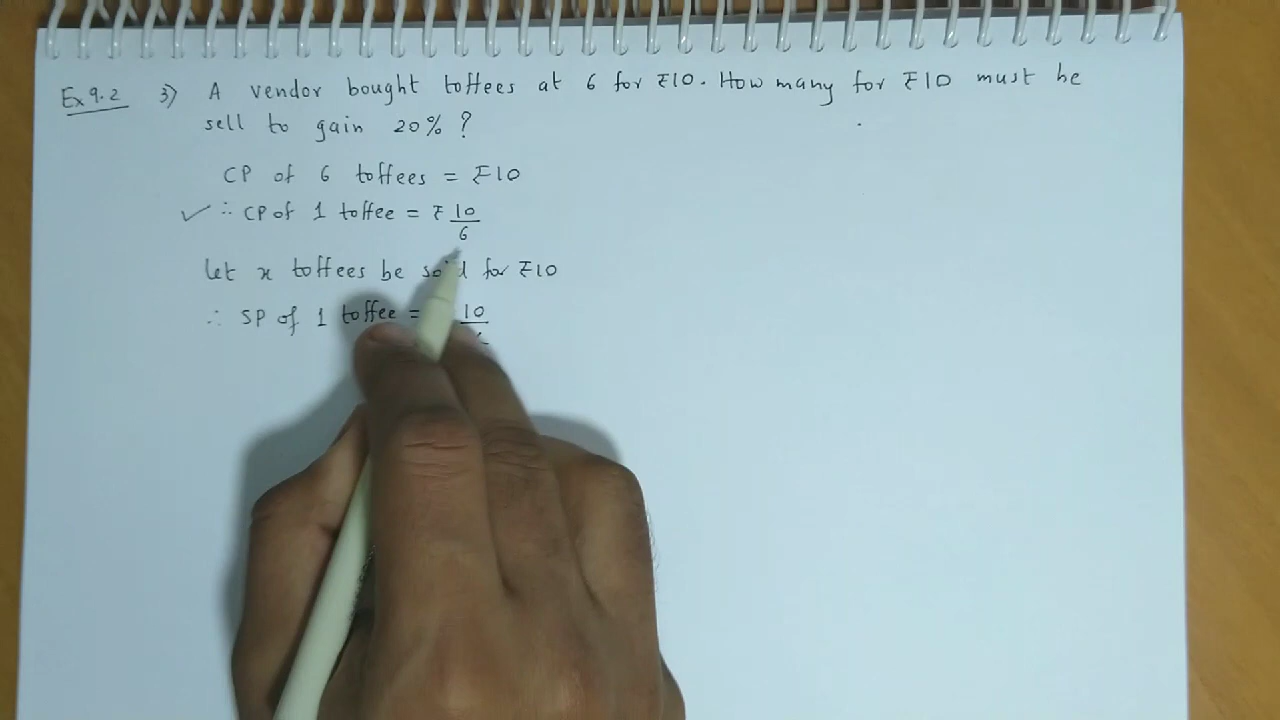 Ex 9.2 3) A vendor bought toffees at 6 for ₹10. How many for ₹10 must he
sell to gain 20% ?
CP of 6 toffees = ₹10
✓ ∴ CP of 1 toffee = ₹ 10/6
let x toffees be sold for ₹10
∴ SP of 1 toffee = 10